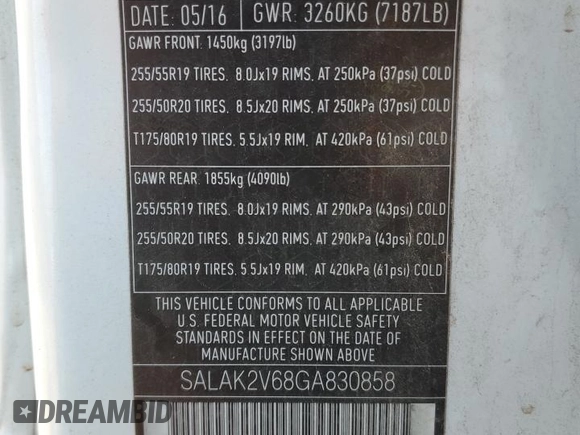 DATE: 05/16 GWR: 3260KG (7187LB)
GAWR FRONT: 1450kg (3197lb)
255/55R19 TIRES. 8.0Jx19 RIMS. AT 250kPa (37psi) COLD
255/50R20 TIRES. 8.5Jx20 RIMS. AT 250kPa (37psi) COLD
T175/80R19 TIRES. 5.5Jx19 RIM. AT 420kPa (61psi) COLD
GAWR REAR: 1855kg (4090lb)
255/55R19 TIRES. 8.0Jx19 RIMS. AT 290kPa (43psi) COLD
255/50R20 TIRES. 8.5Jx20 RIMS. AT 290kPa (43psi) COLD
T175/80R19 TIRES. 5.5Jx19 RIM. AT 420kPa (61psi) COLD
THIS VEHICLE CONFORMS TO ALL APPLICABLE
U.S. FEDERAL MOTOR VEHICLE SAFETY
STANDARDS IN EFFECT ON THE DATE OF
MANUFACTURE SHOWN ABOVE.
SALAK2V68GA830858
DREAMBID